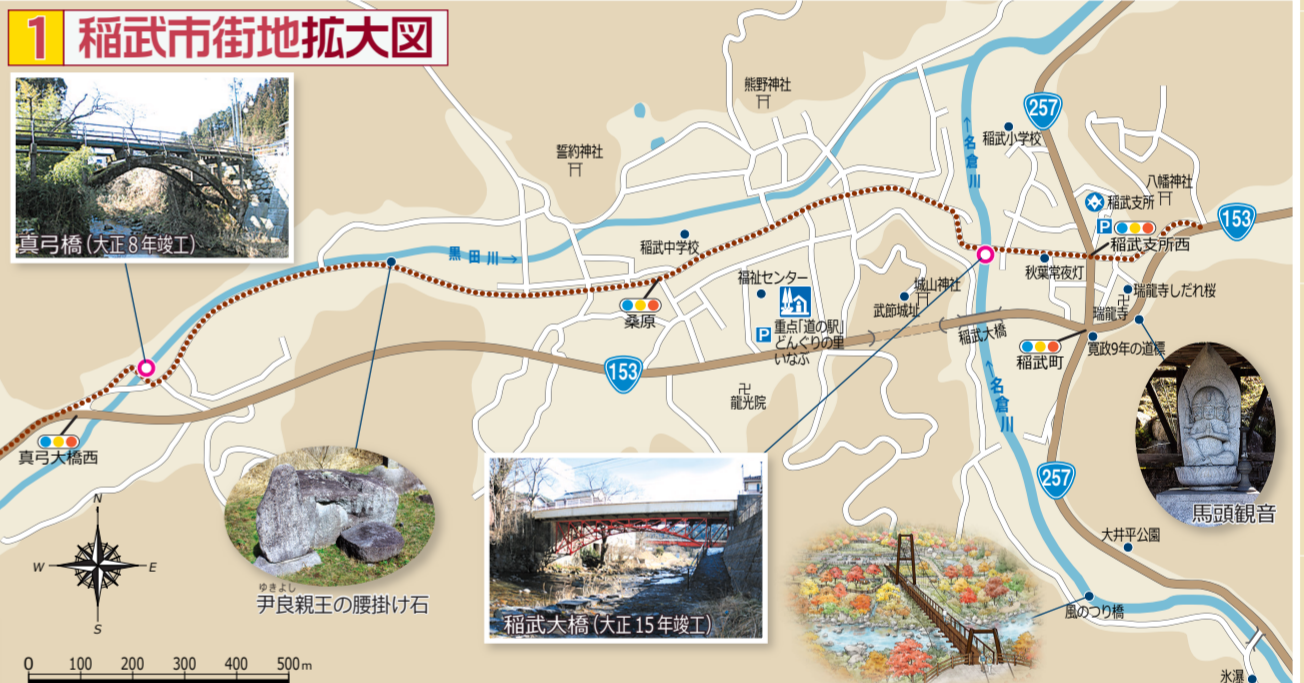 1 稲武市街地拡大図
真弓橋(大正8年竣工)
熊野神社
誓約神社
257
稲武小学校
↑名倉川
八幡神社
稲武支所
P
153
稲武支所西
稲武中学校
黒田川→
福祉センター
城山神社
武節城址
秋葉常夜灯
瑞龍寺しだれ桜
瑞龍寺
桑原
P
重点「道の駅」
どんぐりの里
いなぶ
稲武大橋
稲武町
寛政9年の道標
153
龍光院
↑名倉川
真弓大橋西
257
馬頭観音
大井平公園
N
W
E
S
ゆきよし
尹良親王の腰掛け石
稲武大橋(大正15年竣工)
風のつり橋
0 100 200 300 400 500m
氷瀑